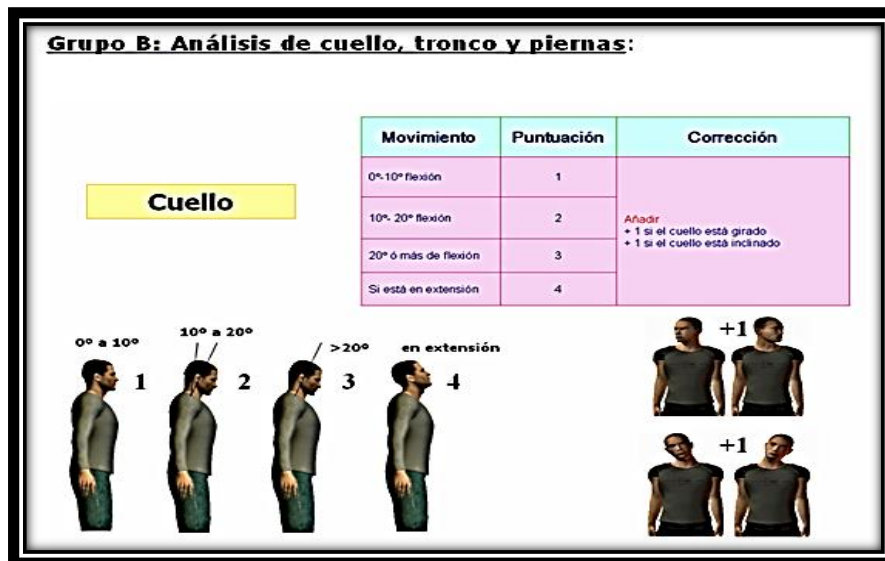 Grupo B: Análisis de cuello, tronco y piernas:
Movimiento Puntuación Corrección
Cuello
0º-10º flexión 1
10º- 20º flexión 2
20º ó más de flexión 3
Si está en extensión 4
Añadir
+ 1 si el cuello está girado
+ 1 si el cuello está inclinado
0º a 10º 10º a 20º >20º en extensión
1 2 3 4
+1
+1